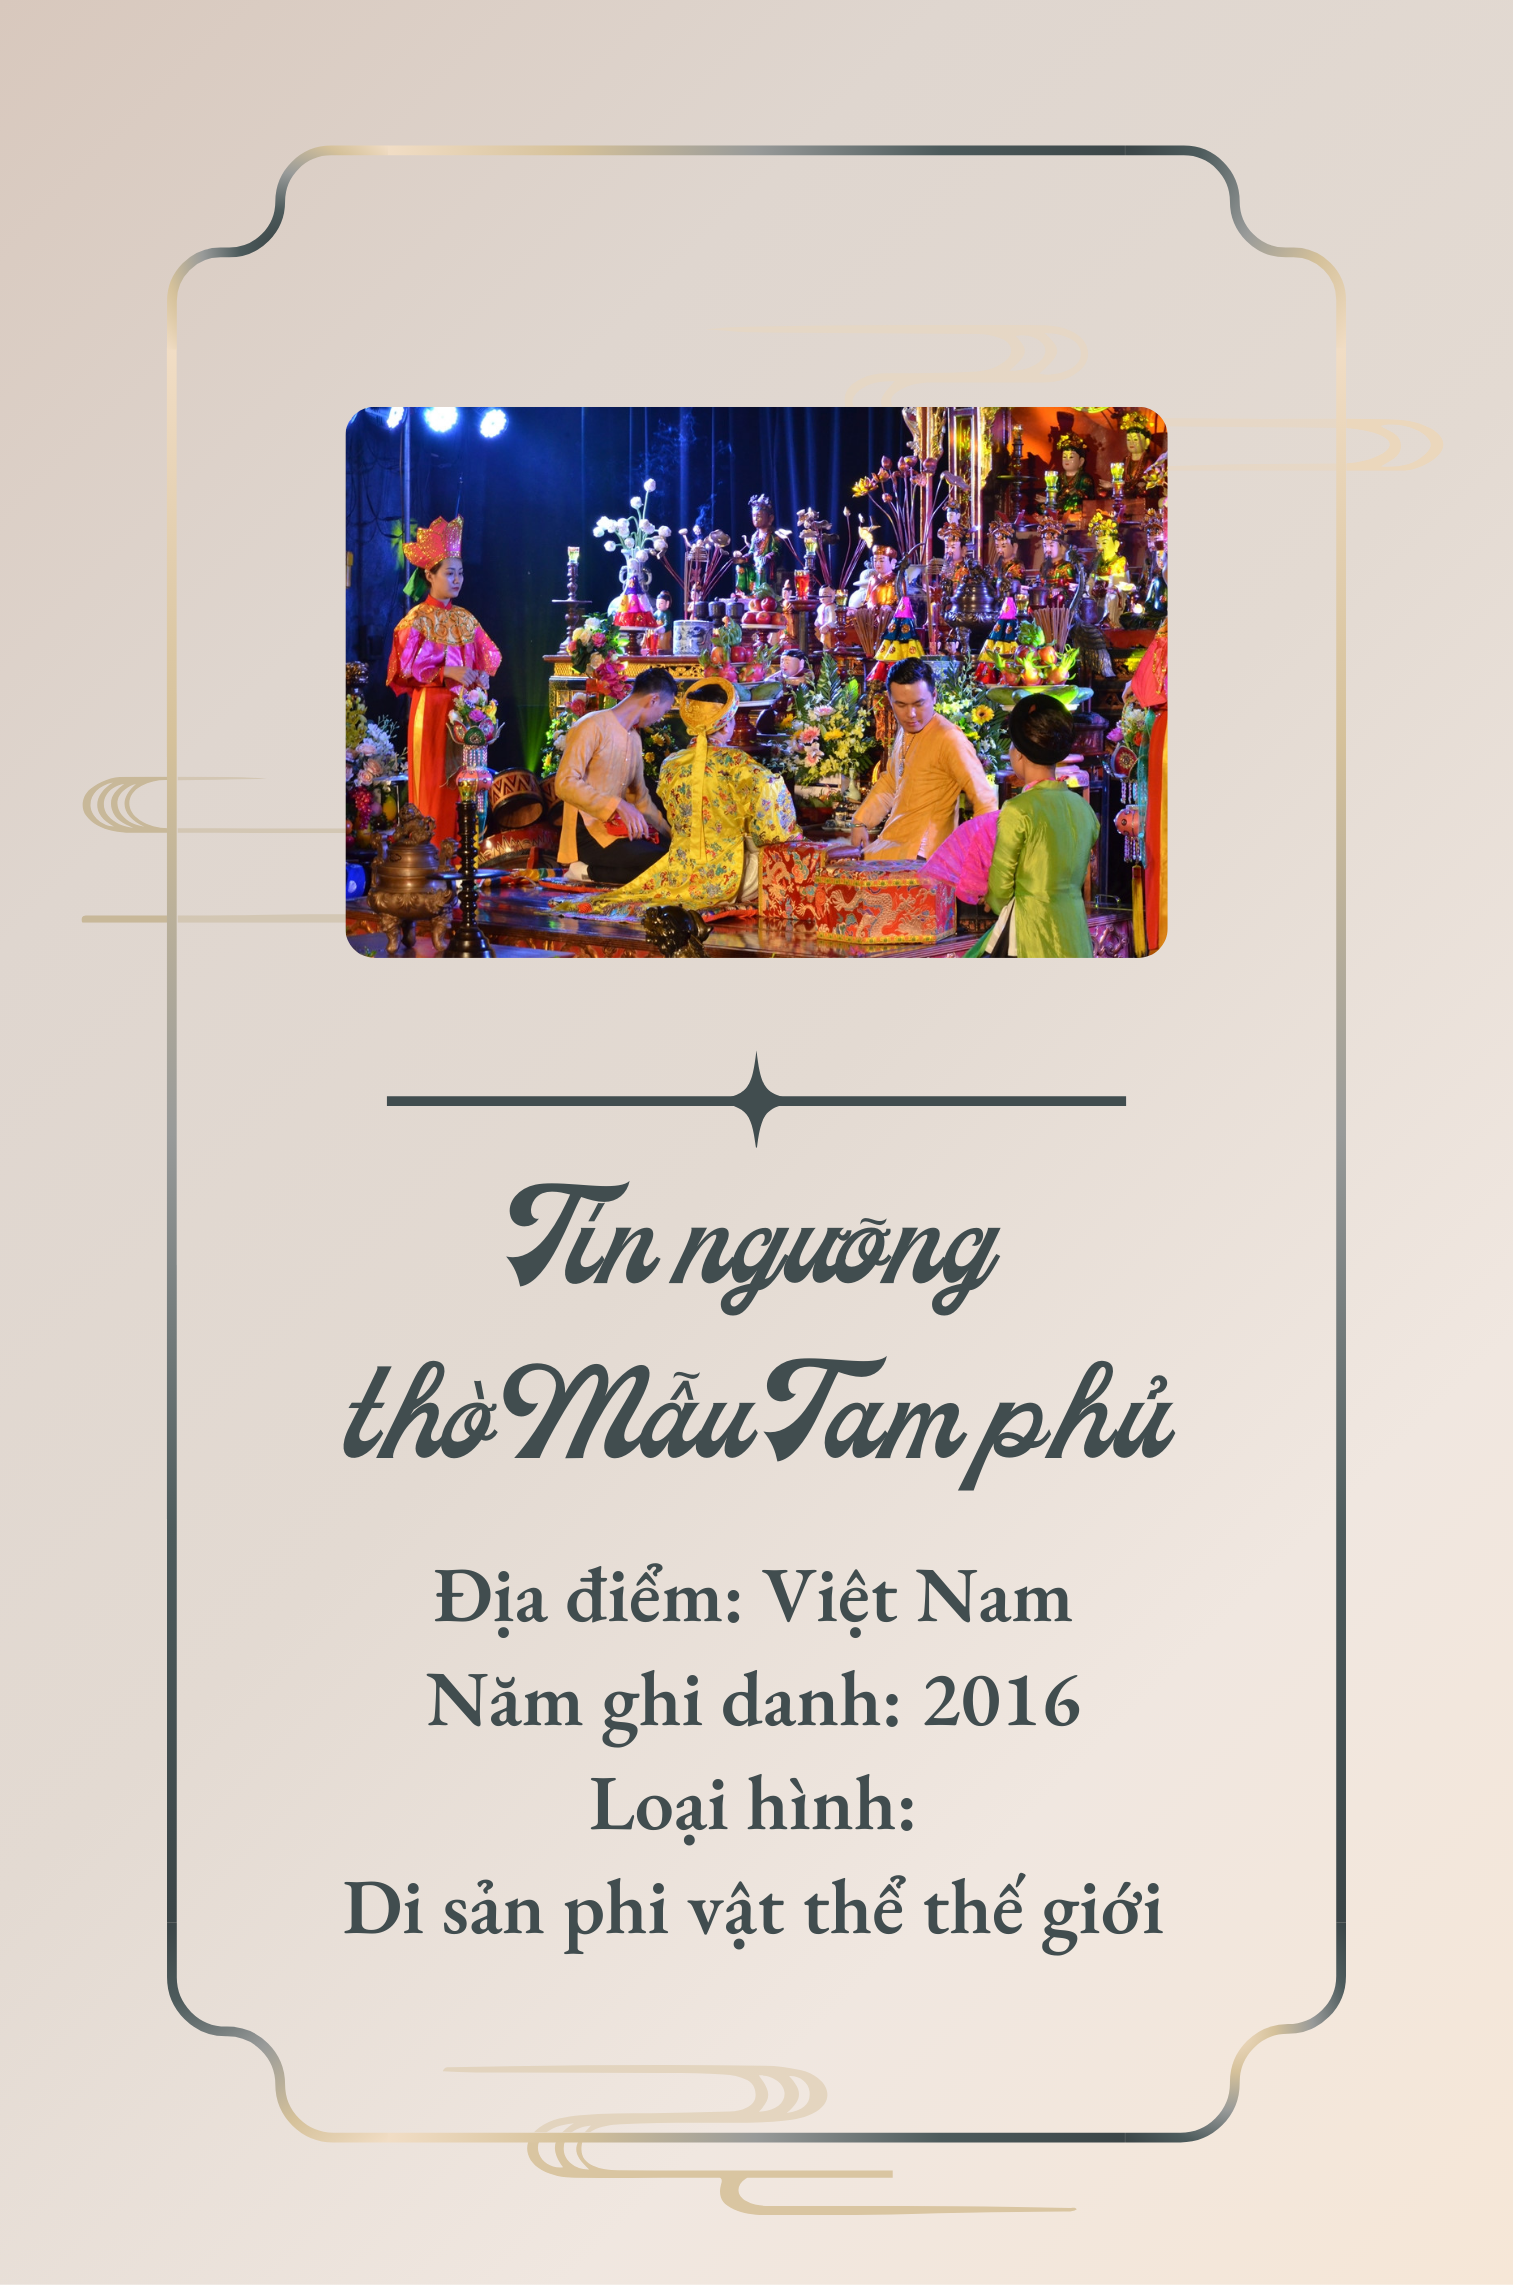 Tín ngưỡng
thờ Mẫu Tam phủ
Địa điểm: Việt Nam
Năm ghi danh: 2016
Loại hình:
Di sản phi vật thể thế giới